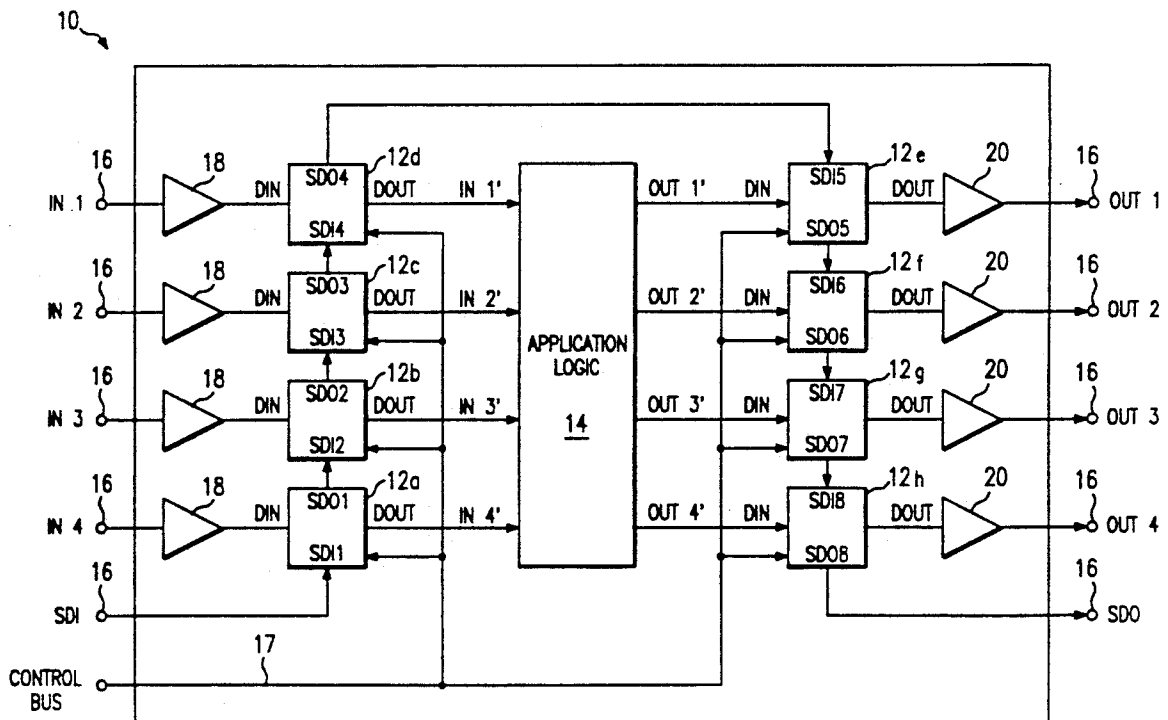 10
16 18 SDO4 12d 12e 20 16
IN 1 DIN DOUT IN 1' OUT 1' DIN SDI5 DOUT OUT 1
SDI4 SDO5
16 18 12c 12f 20 16
IN 2 DIN SDO3 DOUT IN 2' OUT 2' DIN SDI6 DOUT OUT 2
SDI3 SDO6
APPLICATION
LOGIC
14
16 18 12b 12g 20 16
IN 3 DIN SDO2 DOUT IN 3' OUT 3' DIN SDI7 DOUT OUT 3
SDI2 SDO7
16 18 12a 12h 20 16
IN 4 DIN SDO1 DOUT IN 4' OUT 4' DIN SDI8 DOUT OUT 4
SDI1 SDO8
16 16
SDI SDO
17
CONTROL
BUS